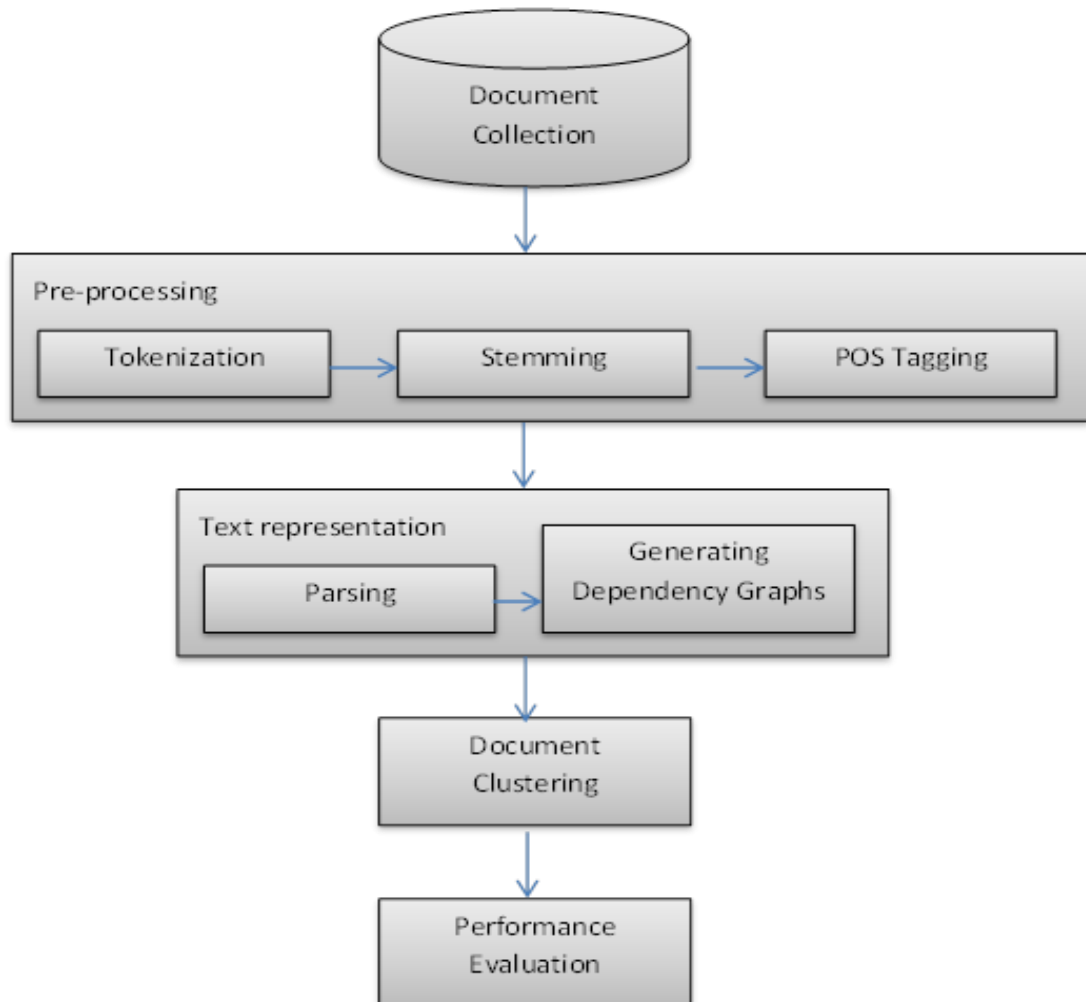 Document
Collection
Pre-processing
Tokenization
Stemming
POS Tagging
Text representation
Parsing
Generating
Dependency Graphs
Document
Clustering
Performance
Evaluation